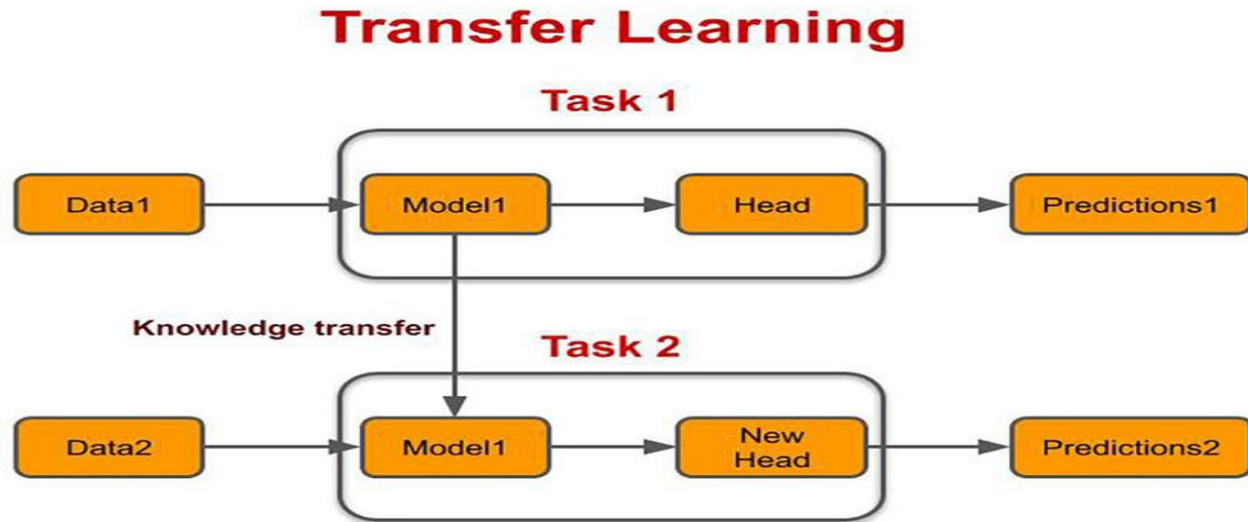 Transfer Learning
Task 1
Data1
Model1
Head
Predictions1
Knowledge transfer
Task 2
Data2
Model1
New
Head
Predictions2